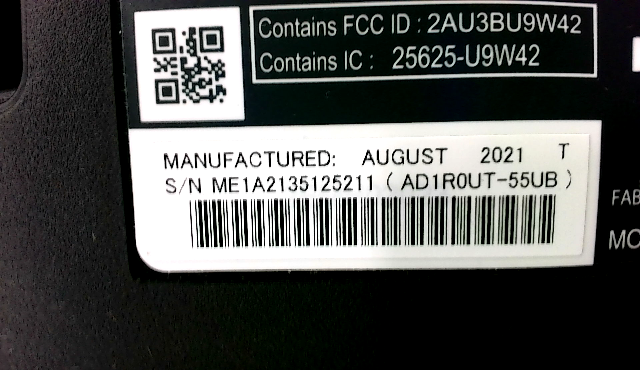 Contains FCC ID : 2AU3BU9W42
Contains IC : 25625-U9W42
MANUFACTURED: AUGUST 2021 T
S/N ME1A2135125211 ( AD1R0UT-55UB )
FAB
MO